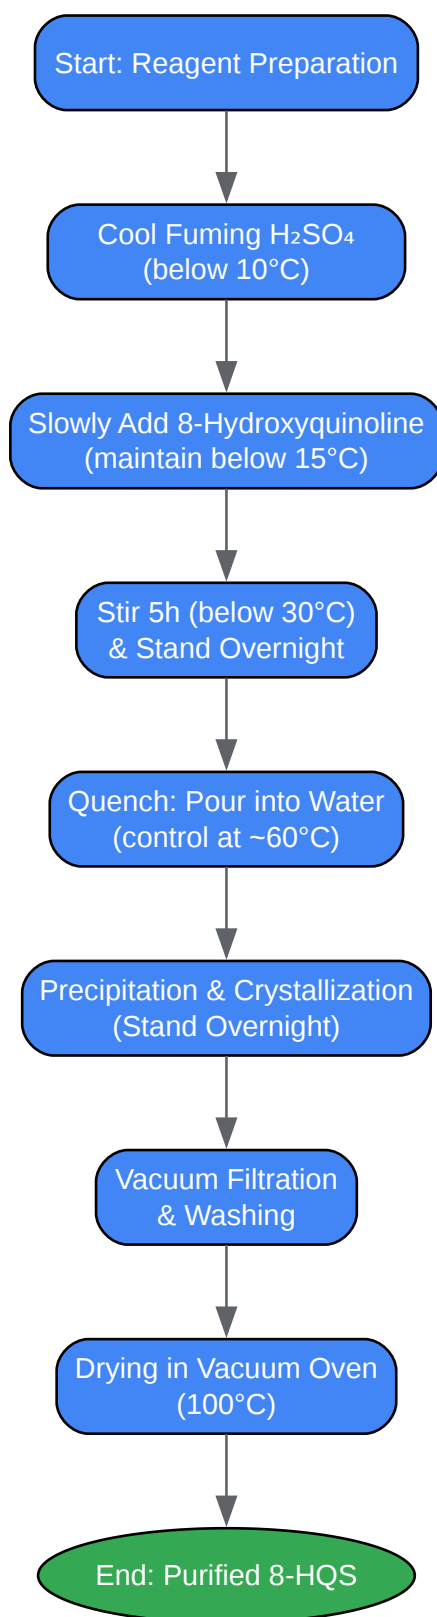 Start: Reagent Preparation
Cool Fuming H₂SO₄
(below 10°C)
Slowly Add 8-Hydroxyquinoline
(maintain below 15°C)
Stir 5h (below 30°C)
& Stand Overnight
Quench: Pour into Water
(control at ~60°C)
Precipitation & Crystallization
(Stand Overnight)
Vacuum Filtration
& Washing
Drying in Vacuum Oven
(100°C)
End: Purified 8-HQS